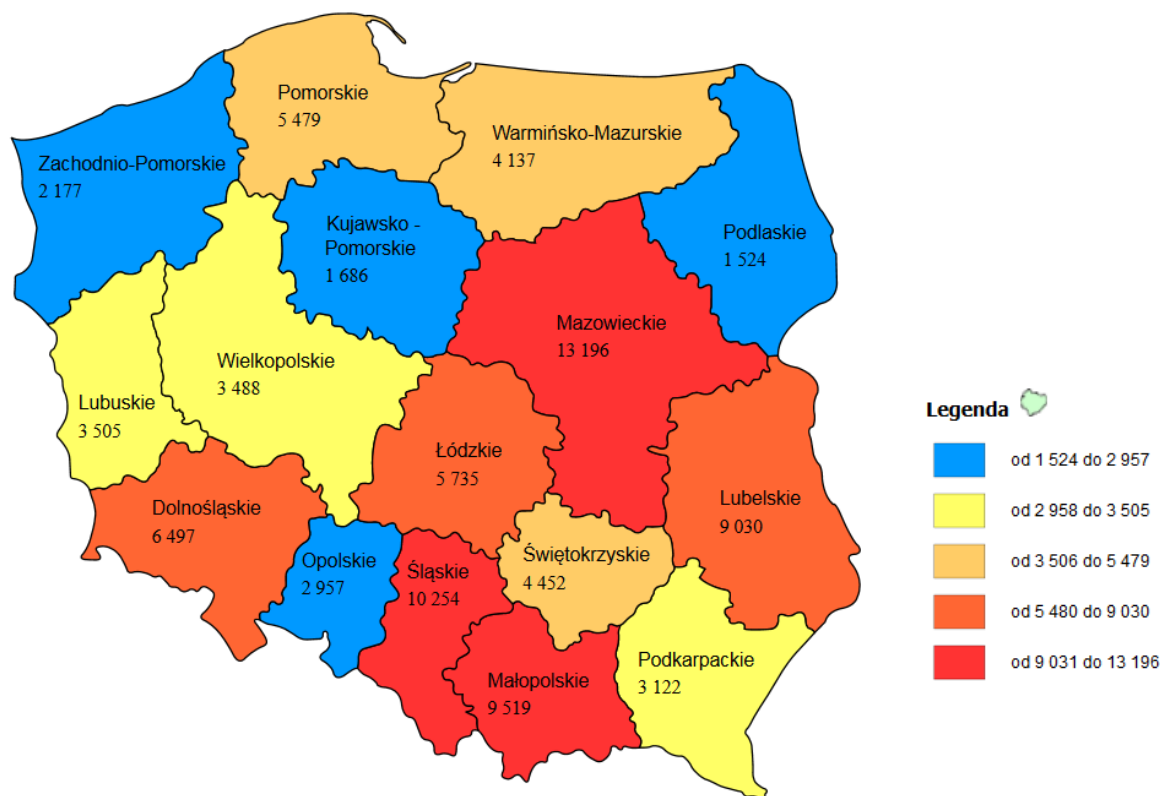 Pomorskie
5 479
Warmińsko-Mazurskie
4 137
Zachodnio-Pomorskie
2 177
Kujawsko -
Pomorskie
1 686
Podlaskie
1 524
Mazowieckie
13 196
Wielkopolskie
3 488
Lubuskie
3 505
Łódzkie
5 735
Lubelskie
9 030
Dolnośląskie
6 497
Opolskie
2 957
Śląskie
10 254
Świętokrzyskie
4 452
Małopolskie
9 519
Podkarpackie
3 122
Legenda
od 1 524 do 2 957
od 2 958 do 3 505
od 3 506 do 5 479
od 5 480 do 9 030
od 9 031 do 13 196